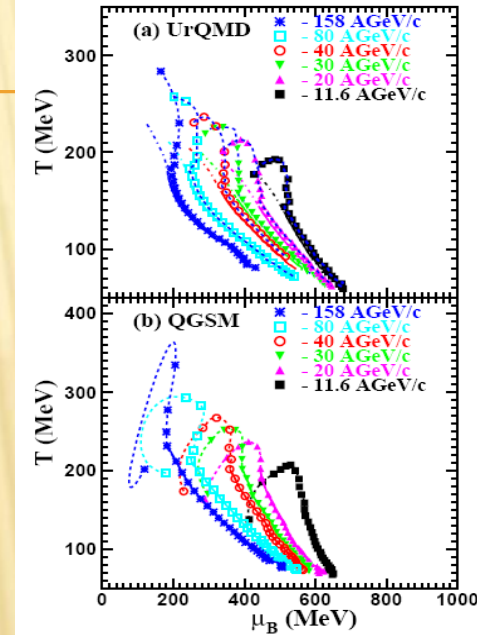 (a) UrQMD
- 158 AGeV/c
- 80 AGeV/c
- 40 AGeV/c
- 30 AGeV/c
- 20 AGeV/c
- 11.6 AGeV/c
T (MeV)
300
200
100
(b) QGSM
- 158 AGeV/c
- 80 AGeV/c
- 40 AGeV/c
- 30 AGeV/c
- 20 AGeV/c
- 11.6 AGeV/c
T (MeV)
400
300
200
100
0 200 400 600 800 1000
μB (MeV)